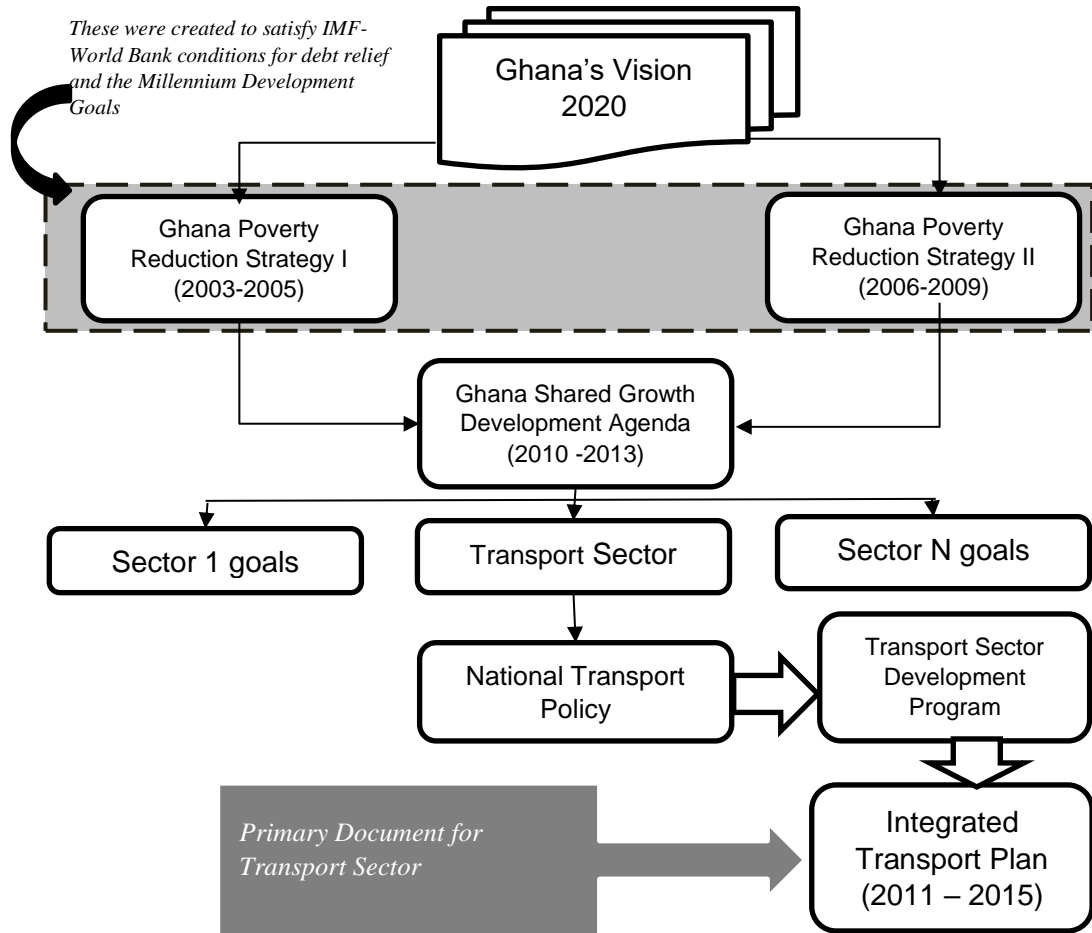 These were created to satisfy IMF-
World Bank conditions for debt relief
and the Millennium Development
Goals
Ghana’s Vision
2020
Ghana Poverty
Reduction Strategy I
(2003-2005)
Ghana Poverty
Reduction Strategy II
(2006-2009)
Ghana Shared Growth
Development Agenda
(2010 -2013)
Sector 1 goals
Transport Sector
Sector N goals
National Transport
Policy
Transport Sector
Development
Program
Primary Document for
Transport Sector
Integrated
Transport Plan
(2011 – 2015)